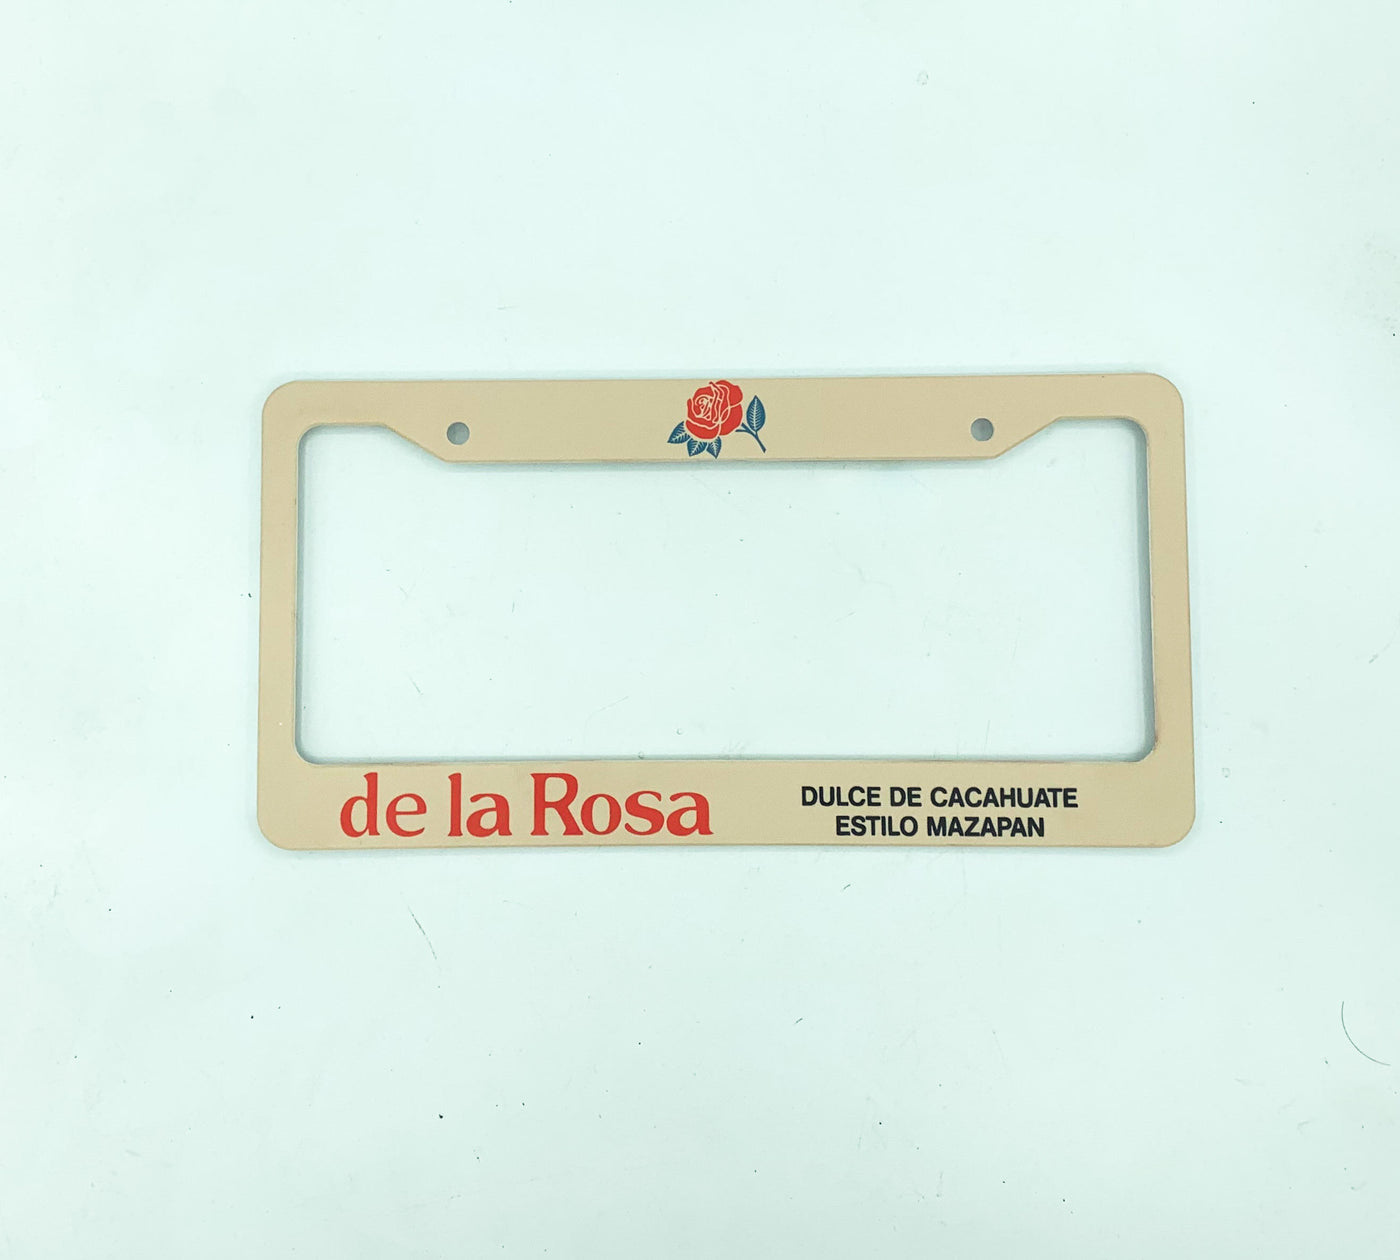 de la Rosa
DULCE DE CACAHUATE
ESTILO MAZAPAN